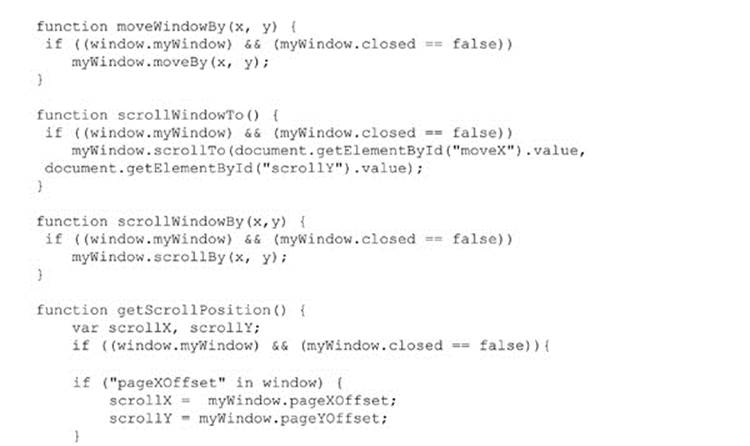 function moveWindowBy(x, y) {
if ((window.myWindow) && (myWindow.closed == false))
myWindow.moveBy(x, y);
}
function scrollWindowTo() {
if ((window.myWindow) && (myWindow.closed == false))
myWindow.scrollTo(document.getElementById("moveX").value,
document.getElementById("scrollY").value);
}
function scrollWindowBy(x,y) {
if ((window.myWindow) && (myWindow.closed == false))
myWindow.scrollBy(x, y);
}
function getScrollPosition() {
var scrollX, scrollY;
if ((window.myWindow) && (myWindow.closed == false)){
if ("pageXOffset" in window) {
scrollX = myWindow.pageXOffset;
scrollY = myWindow.pageYOffset;
}